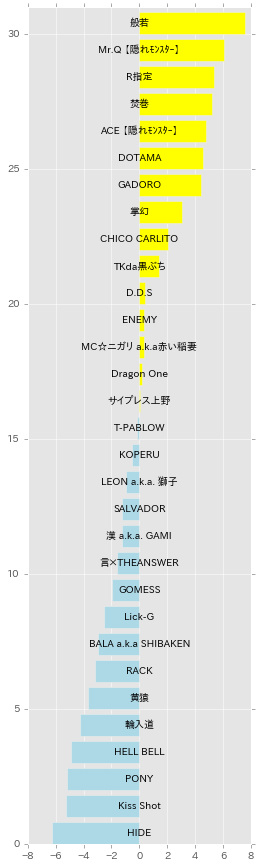 30
般若
Mr.Q 【隠れﾓﾝｽﾀｰ】
R指定
焚巻
ACE 【隠れﾓﾝｽﾀｰ】
DOTAMA
25
GADORO
掌幻
CHICO CARLITO
TKda黒ぶち
D.D.S
20
ENEMY
MC☆ニガリ a.k.a赤い稲妻
Dragon One
サイプレス上野
T-PABLOW
15
KOPERU
LEON a.k.a. 獅子
SALVADOR
漢 a.k.a. GAMI
言×THEANSWER
10
GOMESS
Lick-G
BALA a.k.a SHIBAKEN
RACK
黄猿
5
輪入道
HELL BELL
PONY
Kiss Shot
HIDE
0
−8 −6 −4 −2 0 2 4 6 8